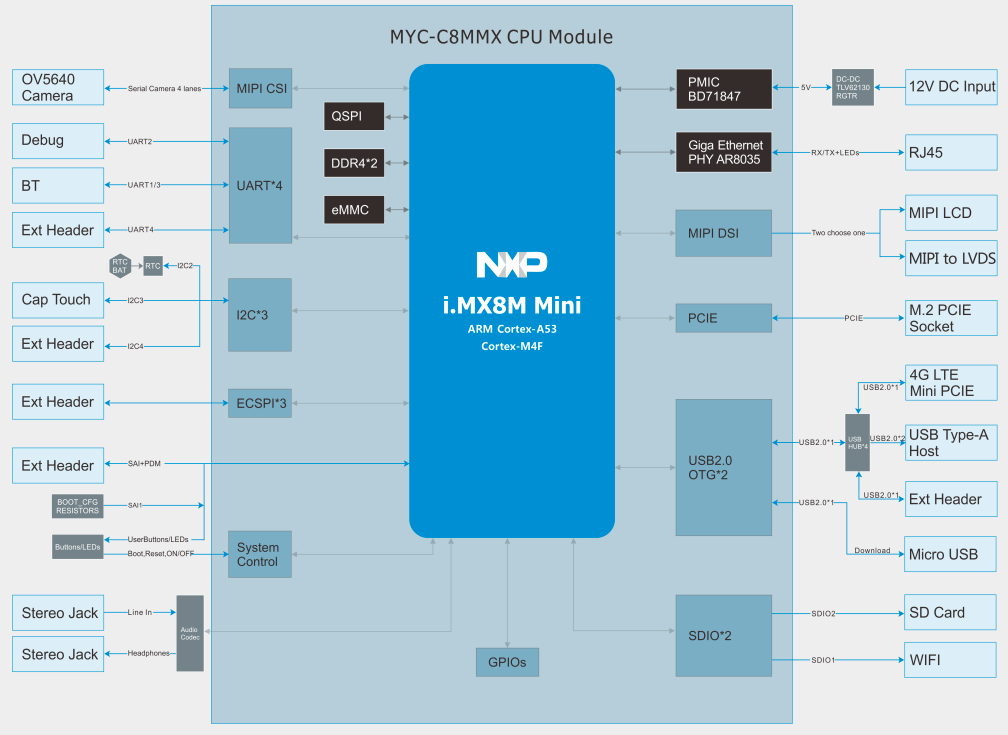 MYC-C8MMX CPU Module
OV5640
Camera
Serial Camera 4 lanes
MIPI CSI
Debug
UART2
BT
UART1/3
UART*4
Ext Header
UART4
RTC
BAT
RTC
I2C2
Cap Touch
I2C3
I2C*3
Ext Header
I2C4
Ext Header
ECSPI*3
Ext Header
SAI+PDM
BOOT_CFG
RESISTORS
SAI1
Buttons/LEDs
UserButtons/LEDs
Boot,Reset,ON/OFF
System
Control
Stereo Jack
Line In
Audio
Codec
Stereo Jack
Headphones
QSPI
DDR4*2
eMMC
NXP
i.MX8M Mini
ARM Cortex-A53
Cortex-M4F
GPIOs
PMIC
BD71847
5V
DC-DC
TLV62130
RGTR
12V DC Input
Giga Ethernet
PHY AR8035
RX/TX+LEDs
RJ45
MIPI DSI
Two choose one
MIPI LCD
MIPI to LVDS
PCIE
PCIE
M.2 PCIE
Socket
USB2.0
OTG*2
USB2.0*1
USB
HUB*4
USB2.0*1
4G LTE
Mini PCIE
USB2.0*2
USB Type-A
Host
USB2.0*1
Ext Header
USB2.0*1
Download
Micro USB
SDIO*2
SDIO2
SD Card
SDIO1
WIFI